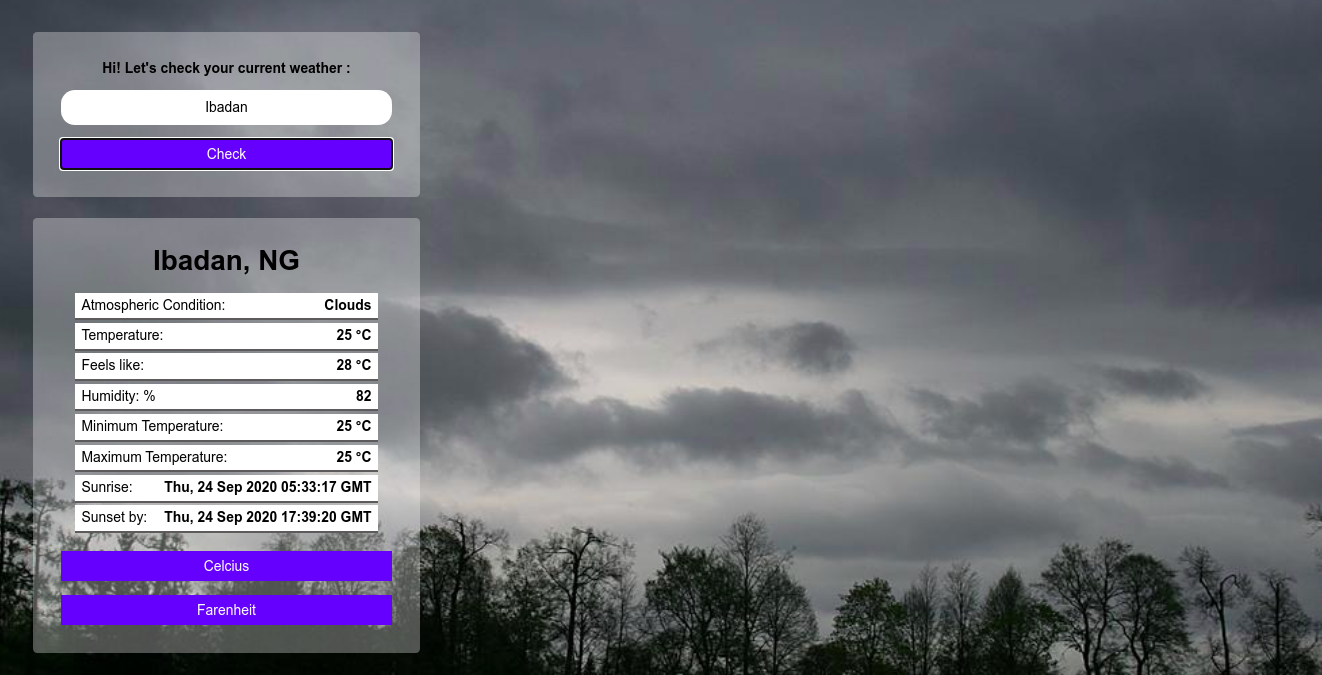 Hi! Let's check your current weather :
Ibadan
Check
Ibadan, NG
Atmospheric Condition: Clouds
Temperature: 25 °C
Feels like: 28 °C
Humidity: % 82
Minimum Temperature: 25 °C
Maximum Temperature: 25 °C
Sunrise: Thu, 24 Sep 2020 05:33:17 GMT
Sunset by: Thu, 24 Sep 2020 17:39:20 GMT
Celcius
Farenheit